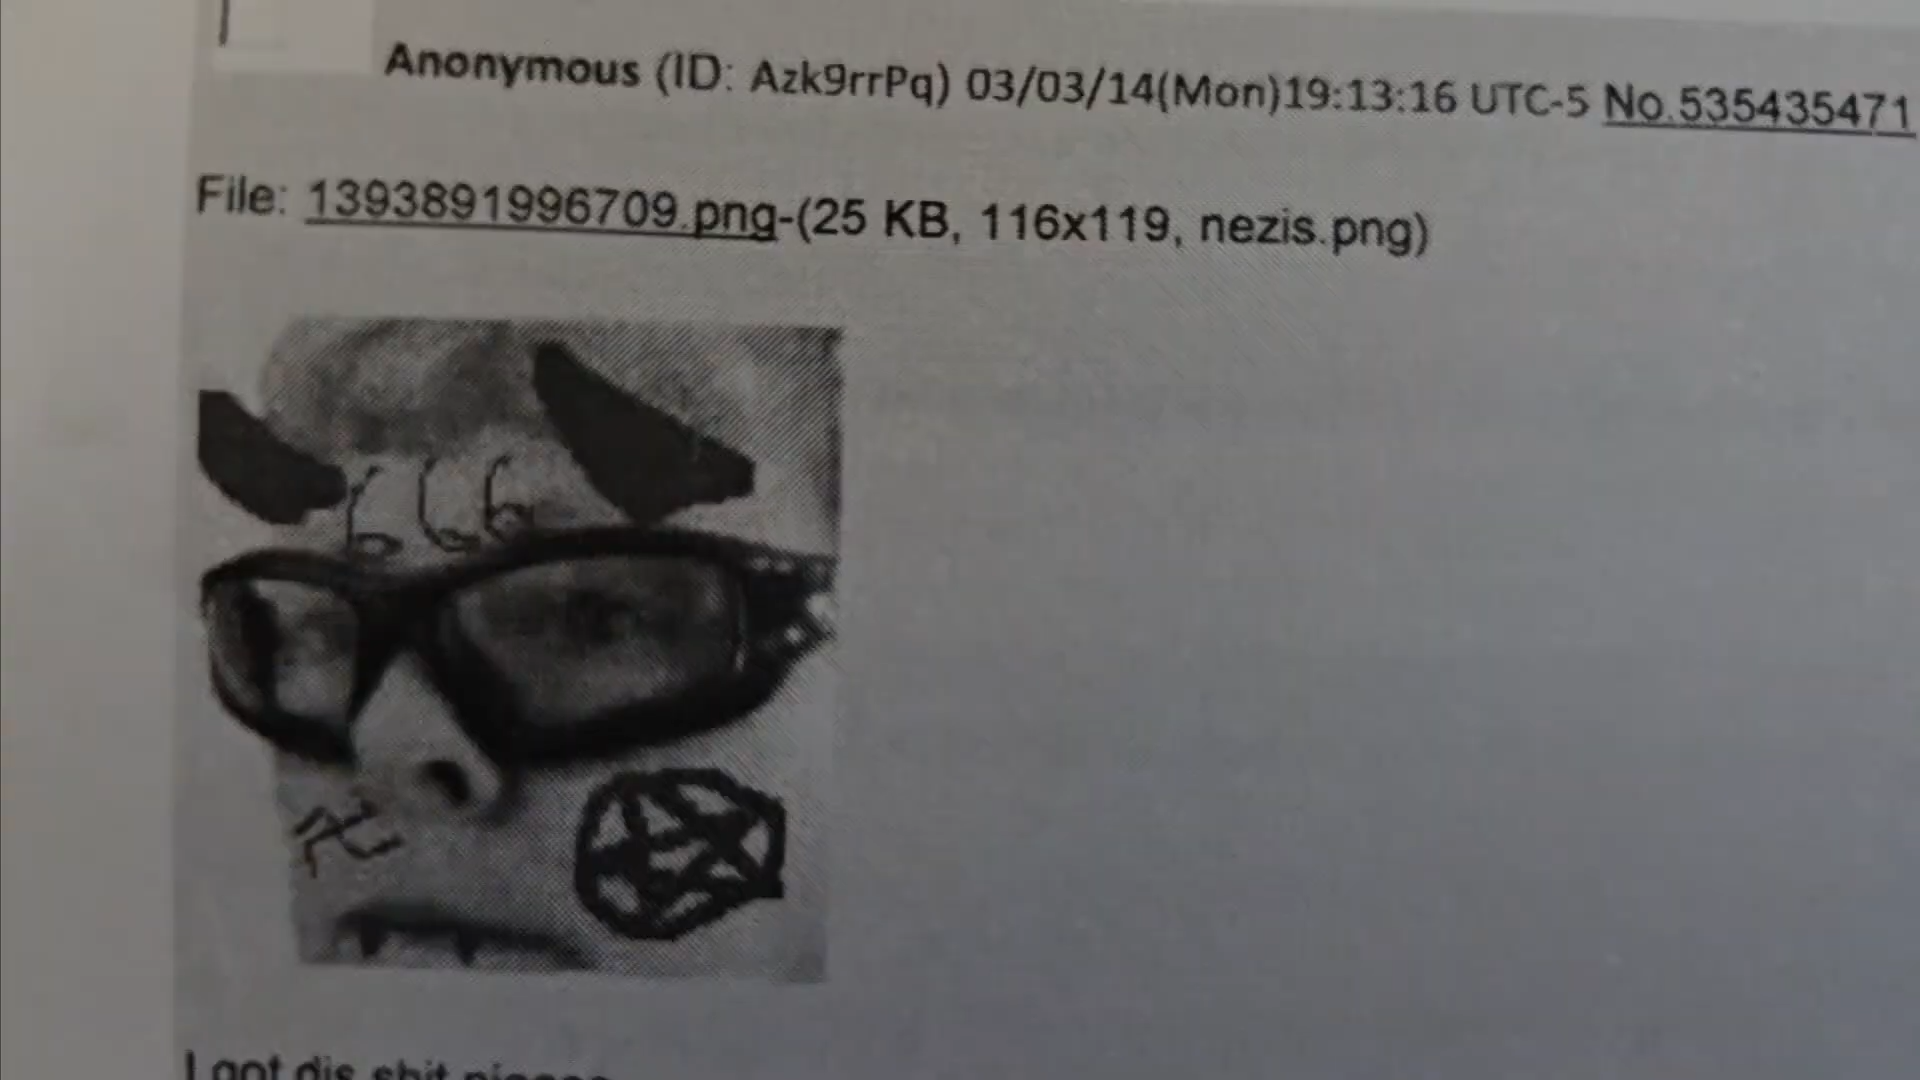 Anonymous (ID: Azk9rrPq) 03/03/14(Mon)19:13:16 UTC-5 No.535435471
File: 1393891996709.png-(25 KB, 116x119, nezis.png)
666
I got dis shit